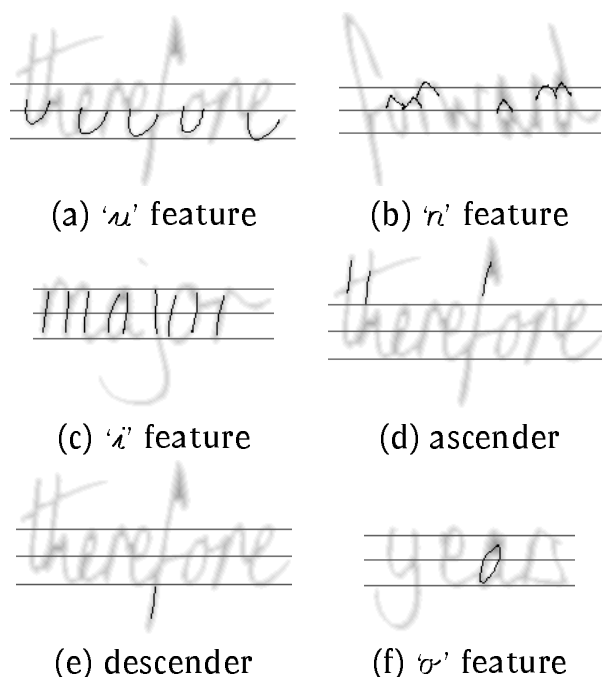 therefore forward
(a) 'u' feature (b) 'n' feature
major therefore
(c) 'i' feature (d) ascender
therefore years
(e) descender (f) 'o' feature